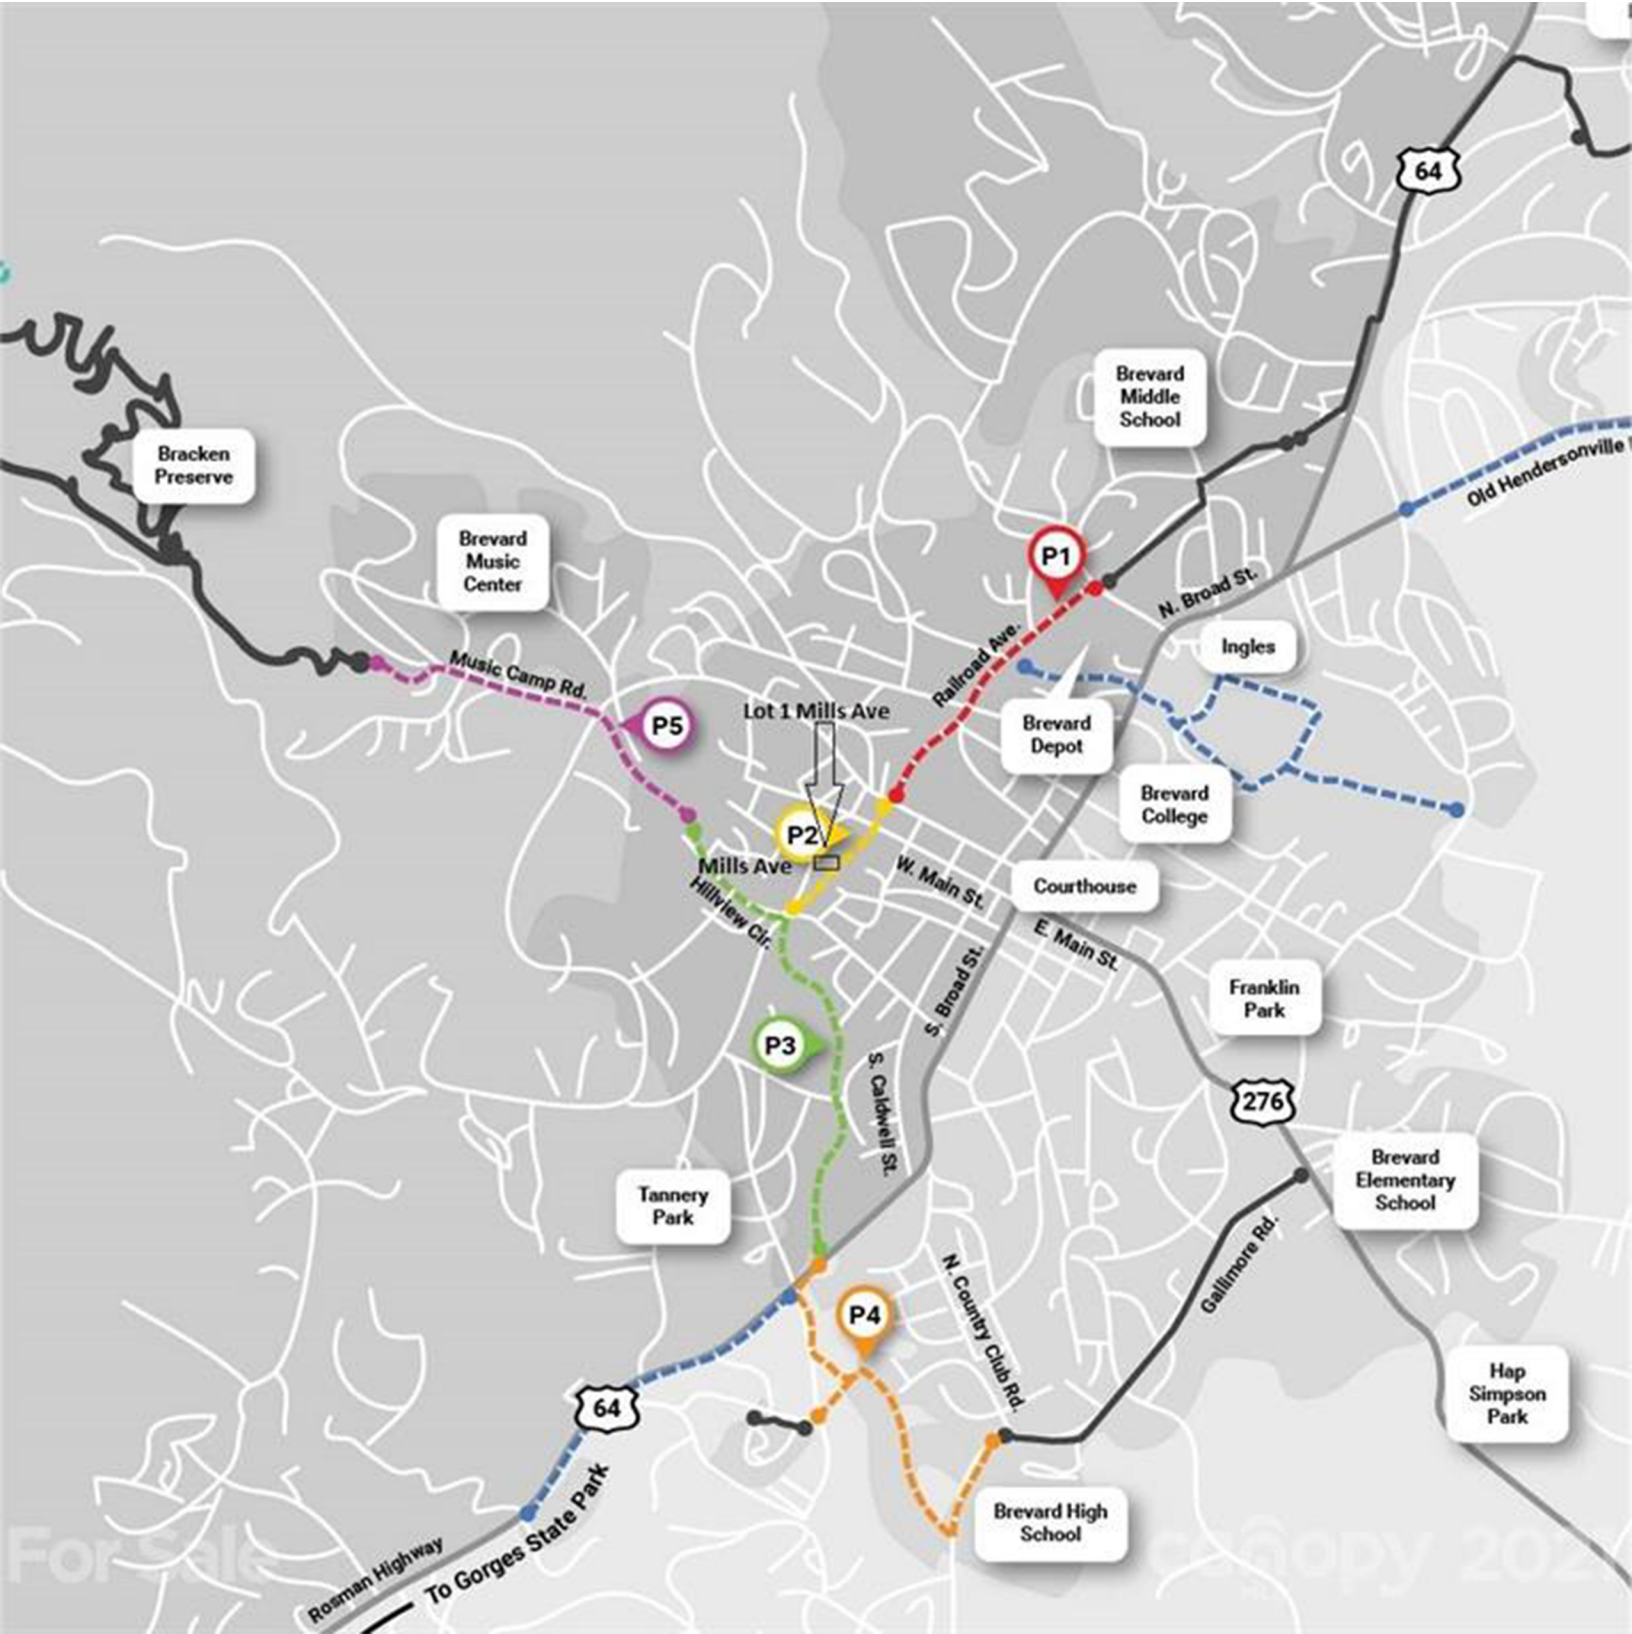 64
Brevard
Middle
School
Bracken
Preserve
Old Hendersonville
Brevard
Music
Center
P1
N. Broad St.
Ingles
Railroad Ave.
Music Camp Rd.
P5
Lot 1 Mills Ave
Brevard
Depot
Brevard
College
P2
Mills Ave
W. Main St.
Courthouse
Hillview Cir.
E. Main St.
S. Broad St.
Franklin
Park
P3
S. Caldwell St.
276
Brevard
Elementary
School
Tannery
Park
Gallimore Rd.
N. Country Club Rd.
P4
Hap
Simpson
Park
64
Brevard High
School
To Gorges State Park
Rosman Highway
For Sale
canopy